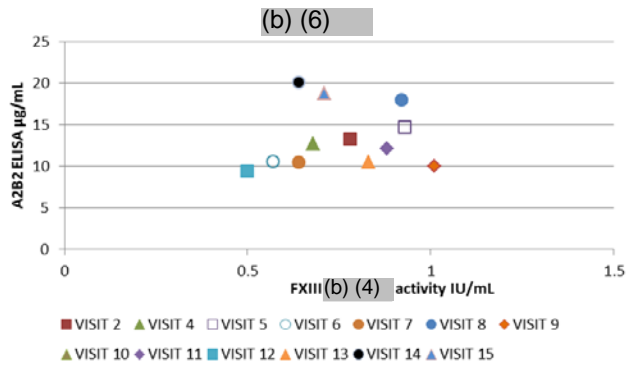 (b) (6)
25
20
15
10
5
0
A2B2 ELISA µg/mL
0 0.5 1 1.5
FXIII (b) (4) activity IU/mL
VISIT 2 VISIT 4 VISIT 5 VISIT 6 VISIT 7 VISIT 8 VISIT 9
VISIT 10 VISIT 11 VISIT 12 VISIT 13 VISIT 14 VISIT 15